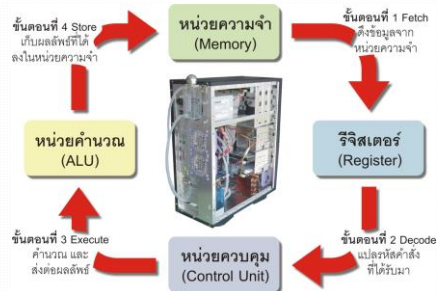 ขั้นตอนที่ 4 Store
เก็บผลลัพธ์ที่ได้
ลงในหน่วยความจำ
หน่วยความจำ
(Memory)
ขั้นตอนที่ 1 Fetch
ดึงข้อมูลจาก
หน่วยความจำ
หน่วยคำนวณ
(ALU)
รีจิสเตอร์
(Register)
ขั้นตอนที่ 3 Execute
คำนวณ และ
ส่งต่อผลลัพธ์
หน่วยควบคุม
(Control Unit)
ขั้นตอนที่ 2 Decode
แปลรหัสคำสั่ง
ที่ได้รับมา